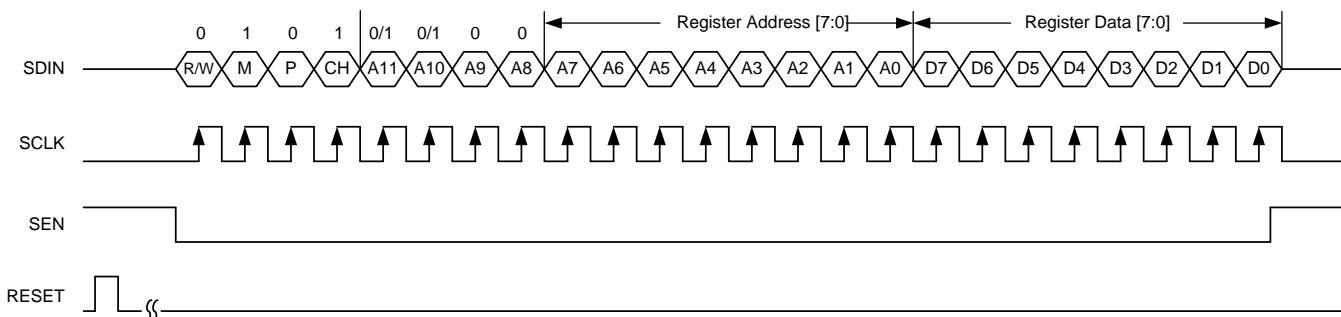 0 1 0 1 0/1 0/1 0 0 Register Address [7:0] Register Data [7:0]
SDIN R/W M P CH A11 A10 A9 A8 A7 A6 A5 A4 A3 A2 A1 A0 D7 D6 D5 D4 D3 D2 D1 D0
SCLK
SEN
RESET